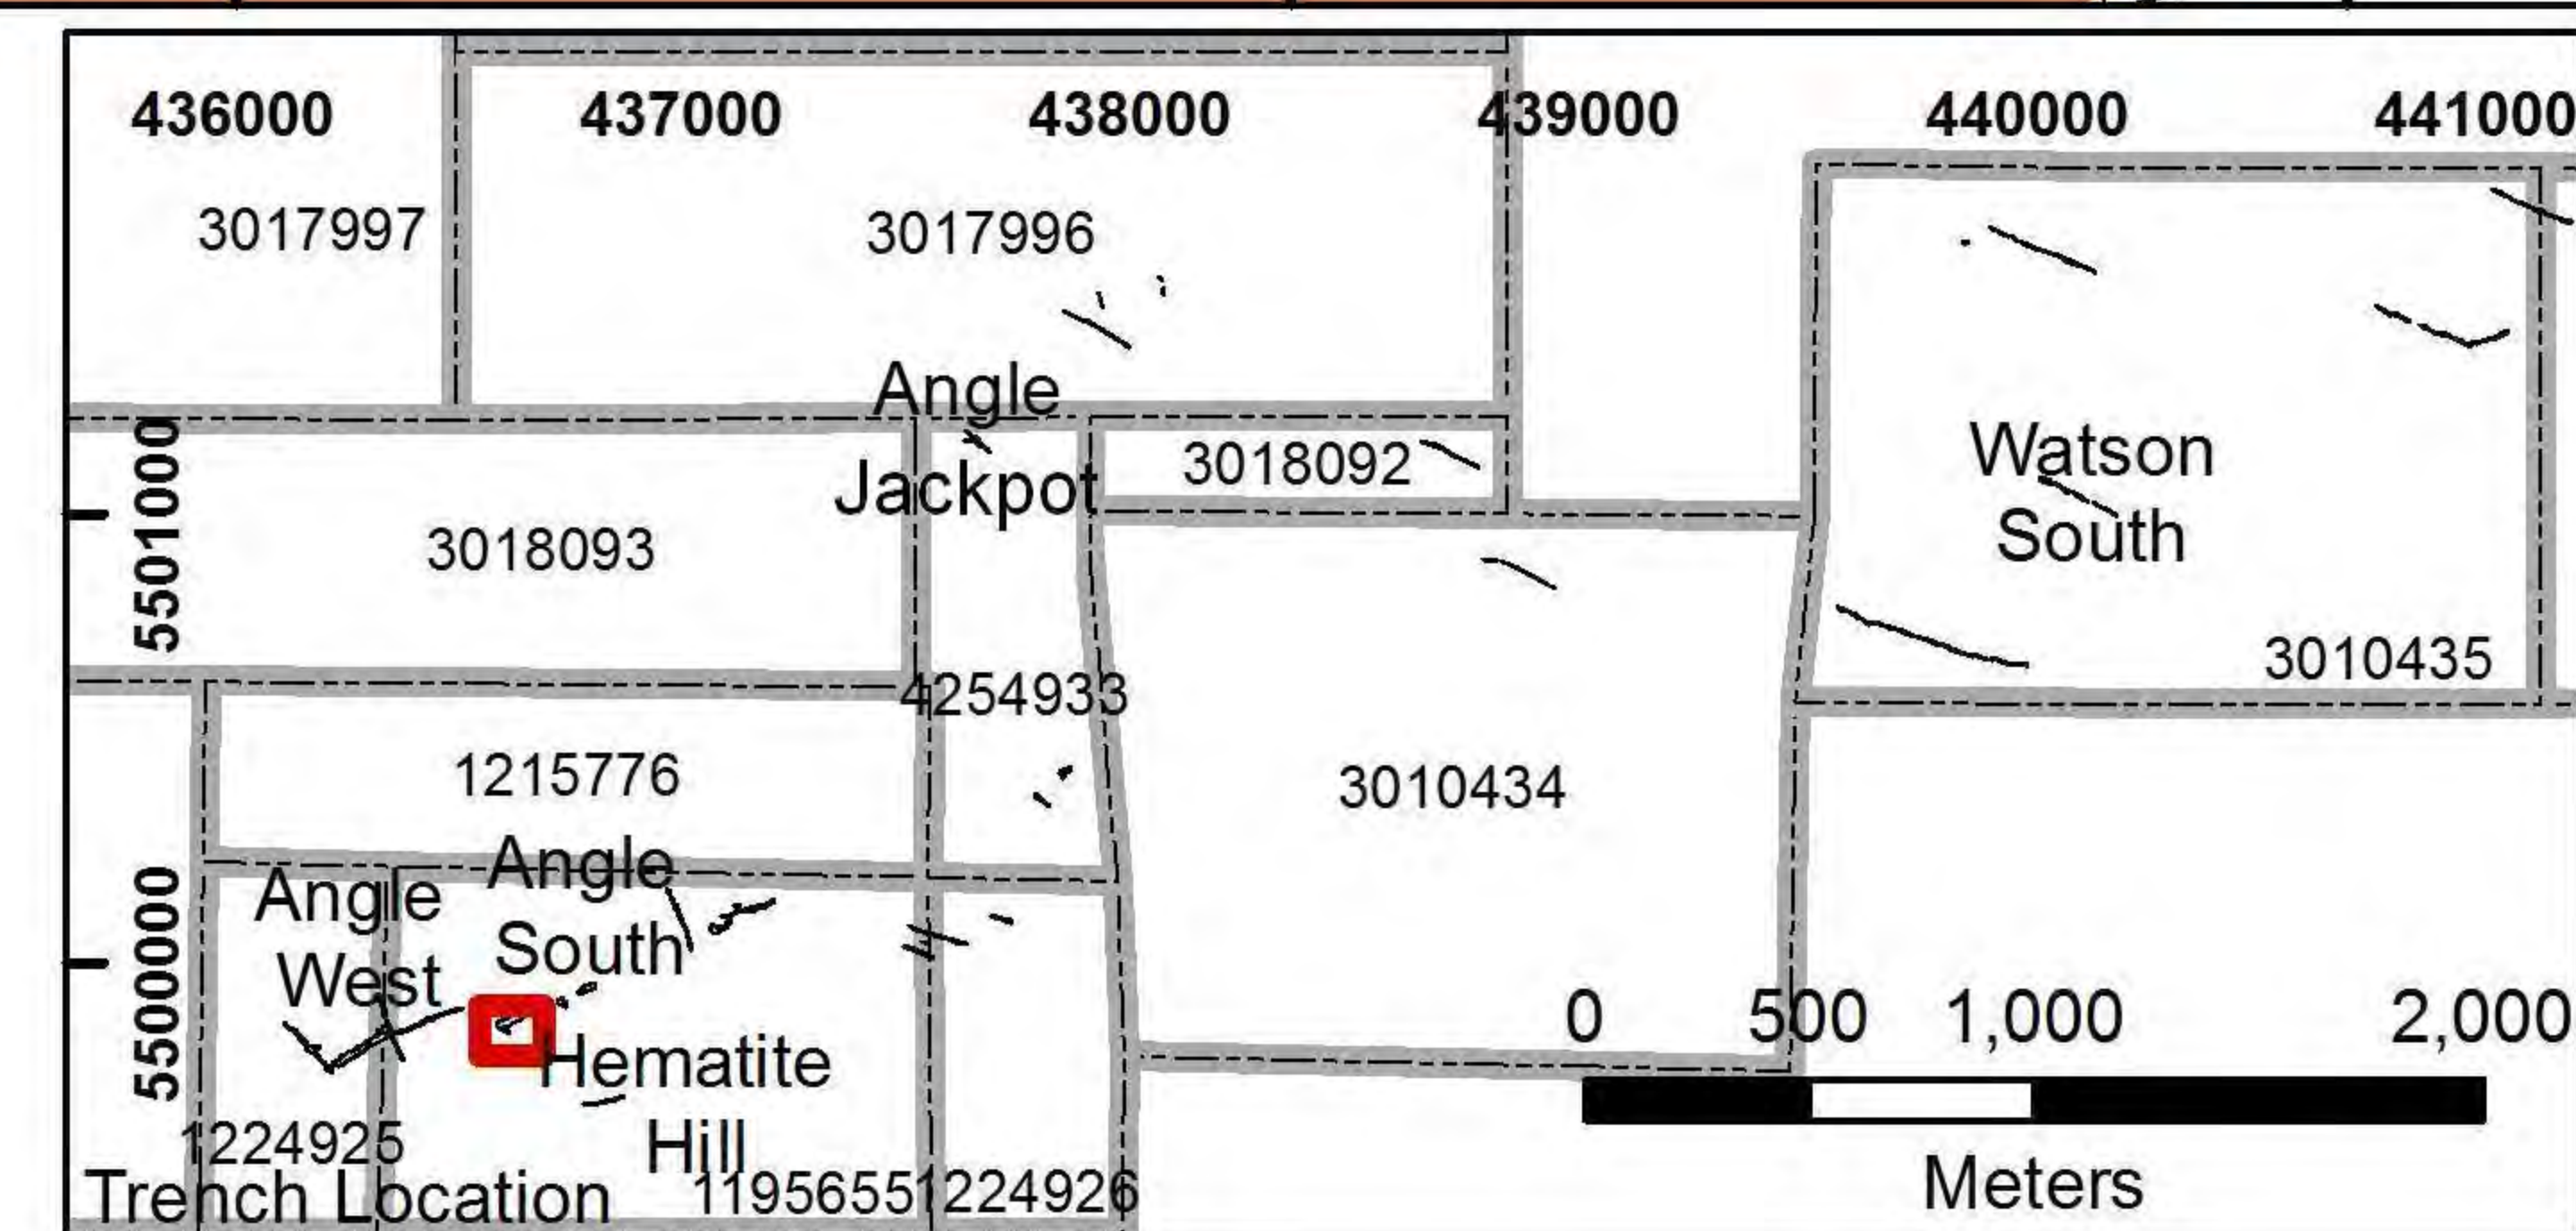 436000 437000 438000 439000 440000 441000
3017997 3017996
Angle
Jackpot
3018092
Watson
South
5501000
3018093
3010435
4254933
1215776
3010434
Angle
South
Angle
West
5500000
Hematite
Hill
0 500 1,000 2,000
Meters
1224925
1195655 1224926
Trench Location